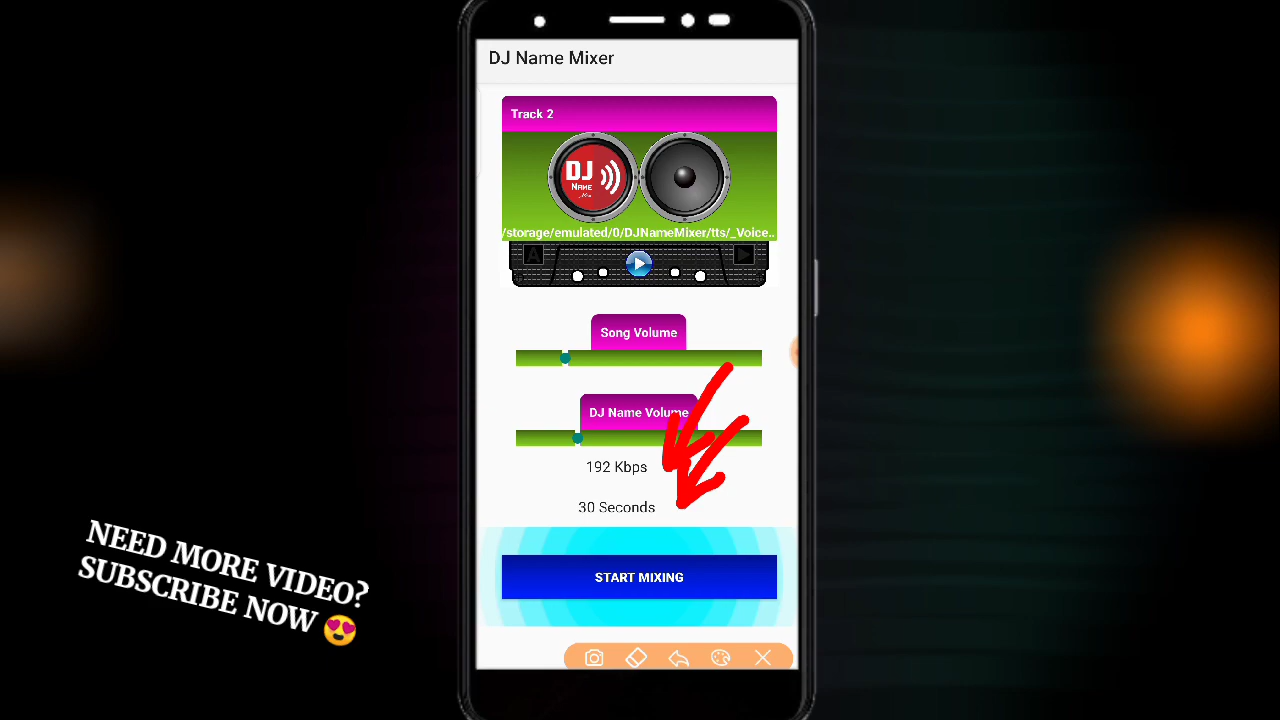 DJ Name Mixer
Track 2
DJ
NAME
/storage/emulated/0/DJNameMixer/tts/_Voice..
A
Song Volume
DJ Name Volume
192 Kbps
30 Seconds
START MIXING
NEED MORE VIDEO?
SUBSCRIBE NOW 😍